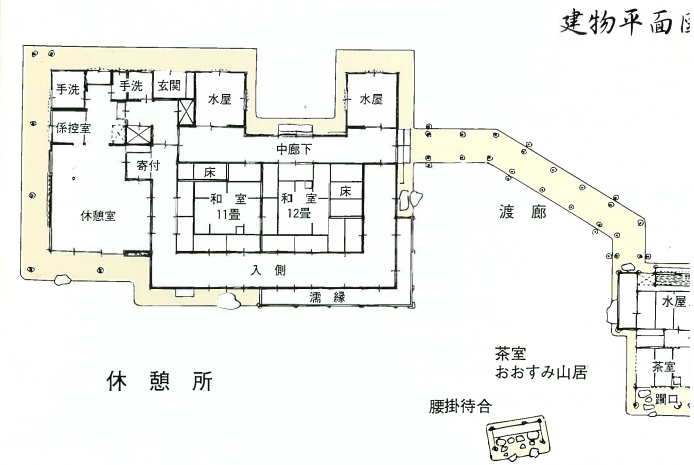 建物平面図
手洗
手洗
玄関
水屋
水屋
係控室
中廊下
寄付
床
和室
11畳
和室
12畳
床
休憩室
渡廊
入側
濡縁
水屋
休憩所
茶室
おおすみ山居
茶室
躙口
腰掛待合